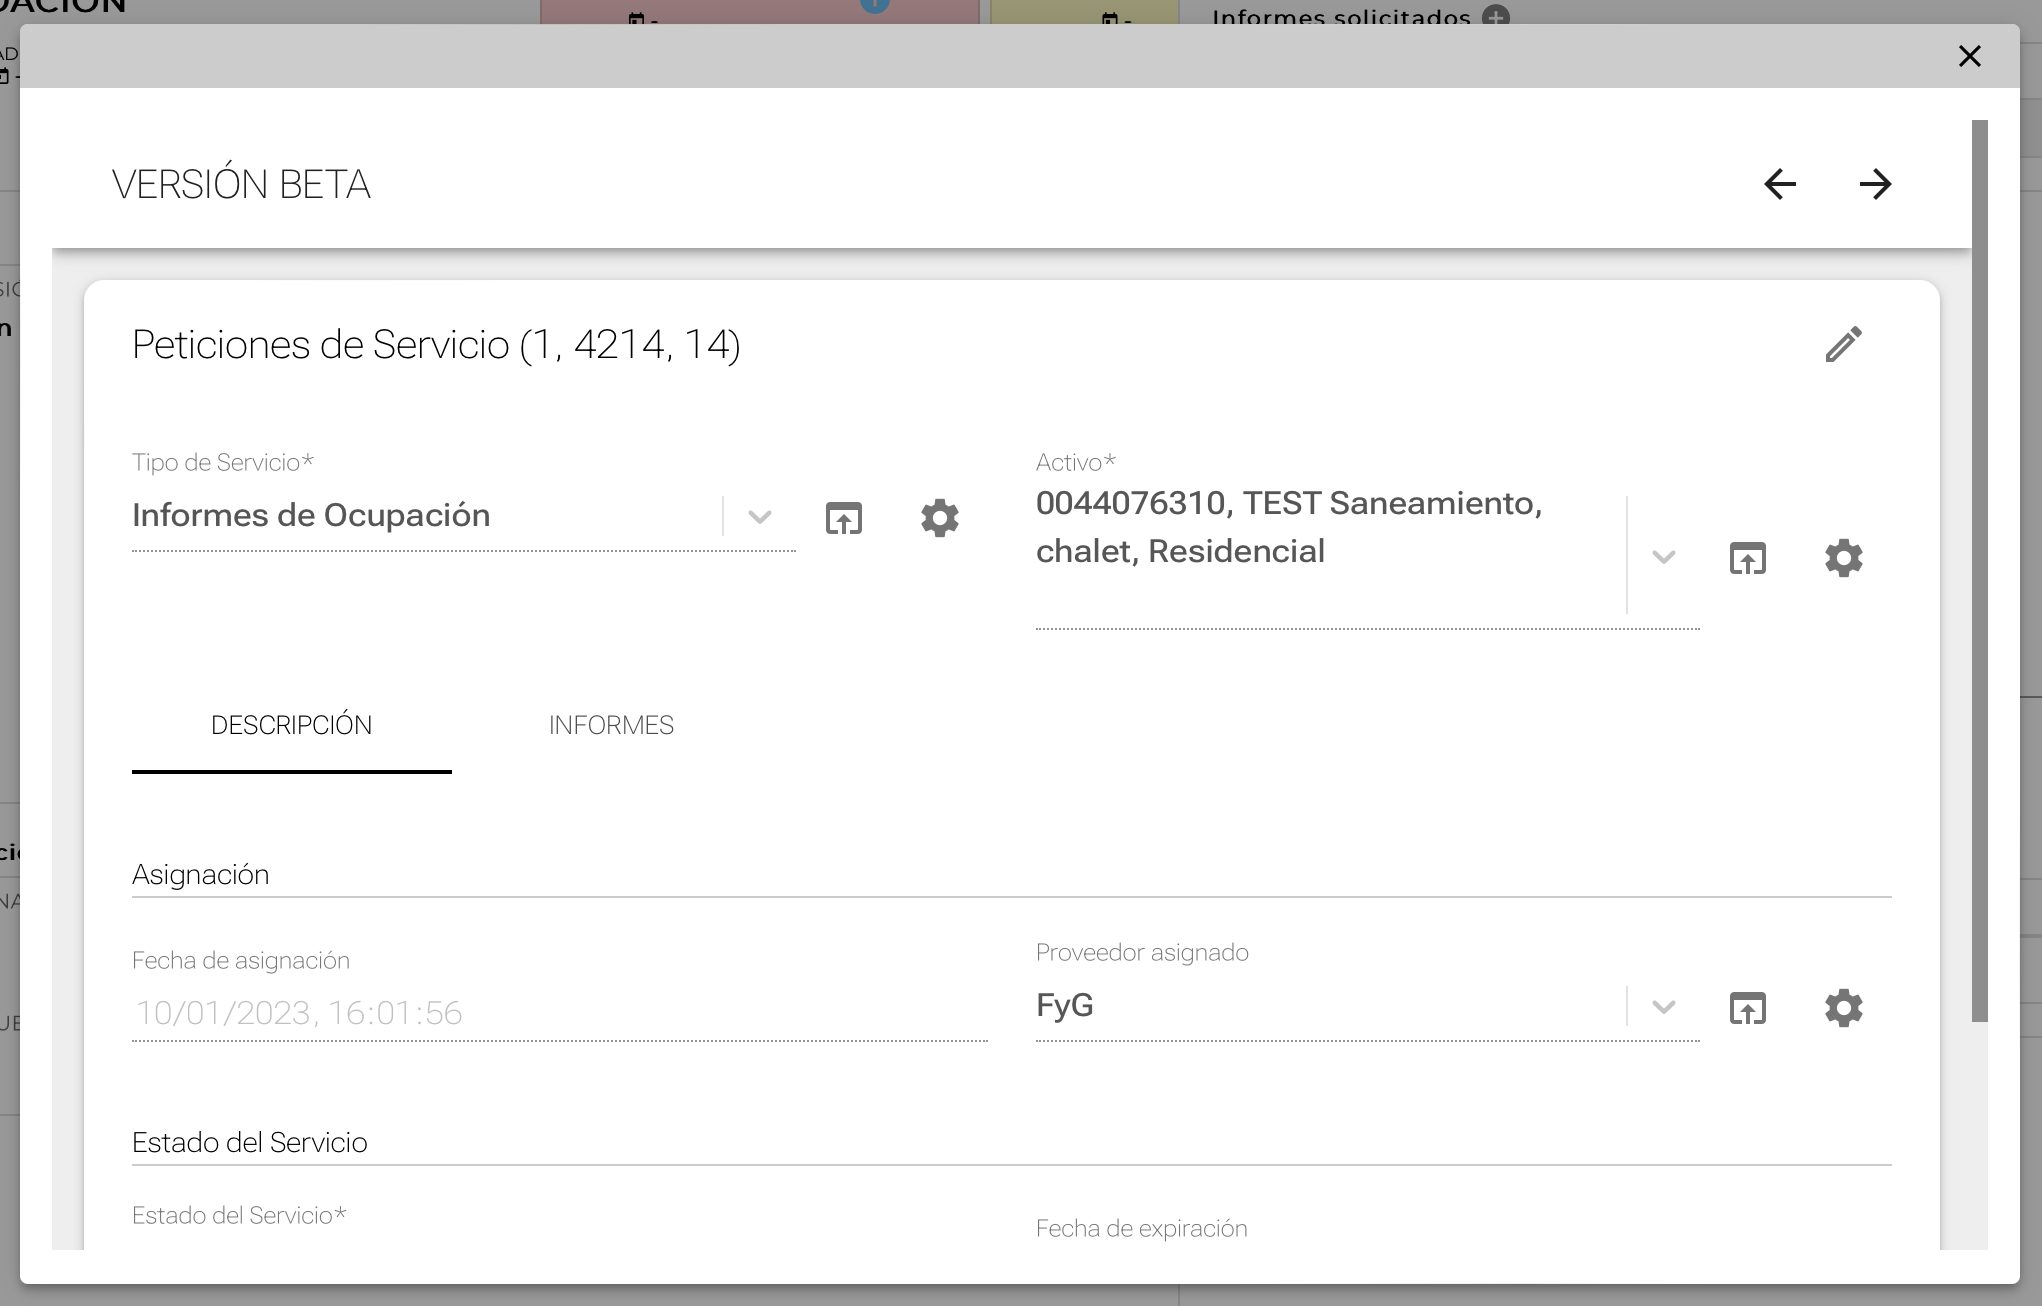 Informes solicitados
VERSIÓN BETA
Peticiones de Servicio (1, 4214, 14)
Tipo de Servicio*
Informes de Ocupación
Activo*
0044076310, TEST Saneamiento,
chalet, Residencial
DESCRIPCIÓN
INFORMES
Asignación
Fecha de asignación
10/01/2023, 16:01:56
Proveedor asignado
FyG
Estado del Servicio
Estado del Servicio*
Fecha de expiración